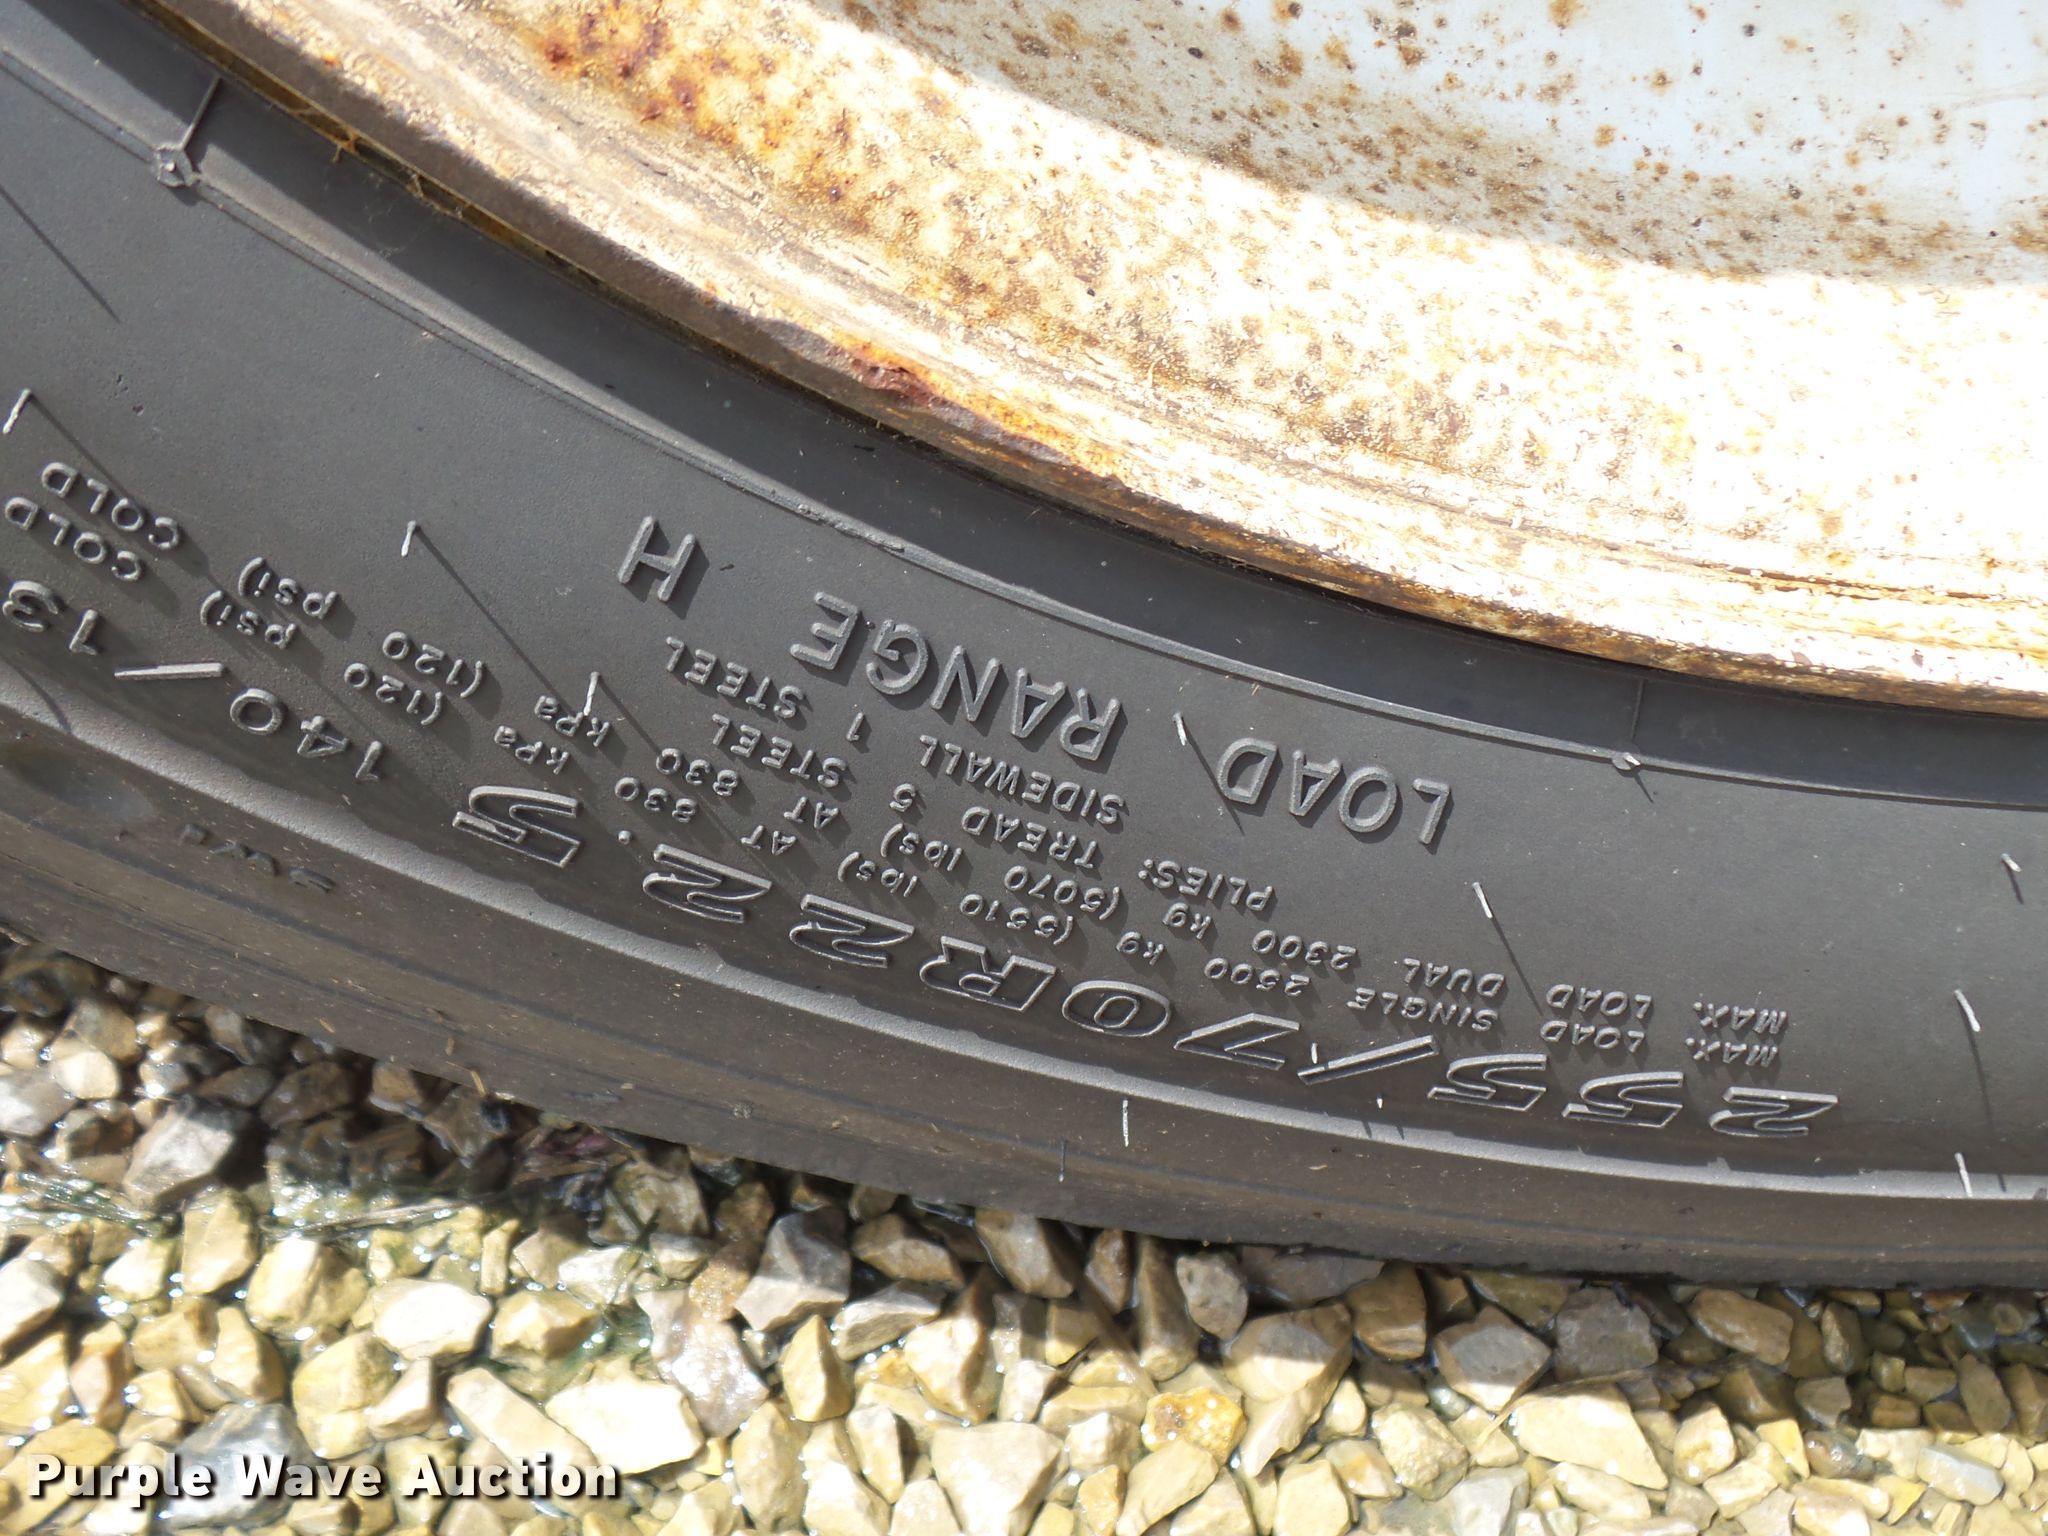 LOAD RANGE H
PLIES: TREAD 5 STEEL
SIDEWALL 1 STEEL
MAX. LOAD DUAL 2300 kg (5070 lbs) AT 830 kPa (120 psi) COLD
MAX. LOAD SINGLE 2500 kg (5510 lbs) AT 830 kPa (120 psi) COLD
255/70R22.5 140/13
Purple Wave Auction